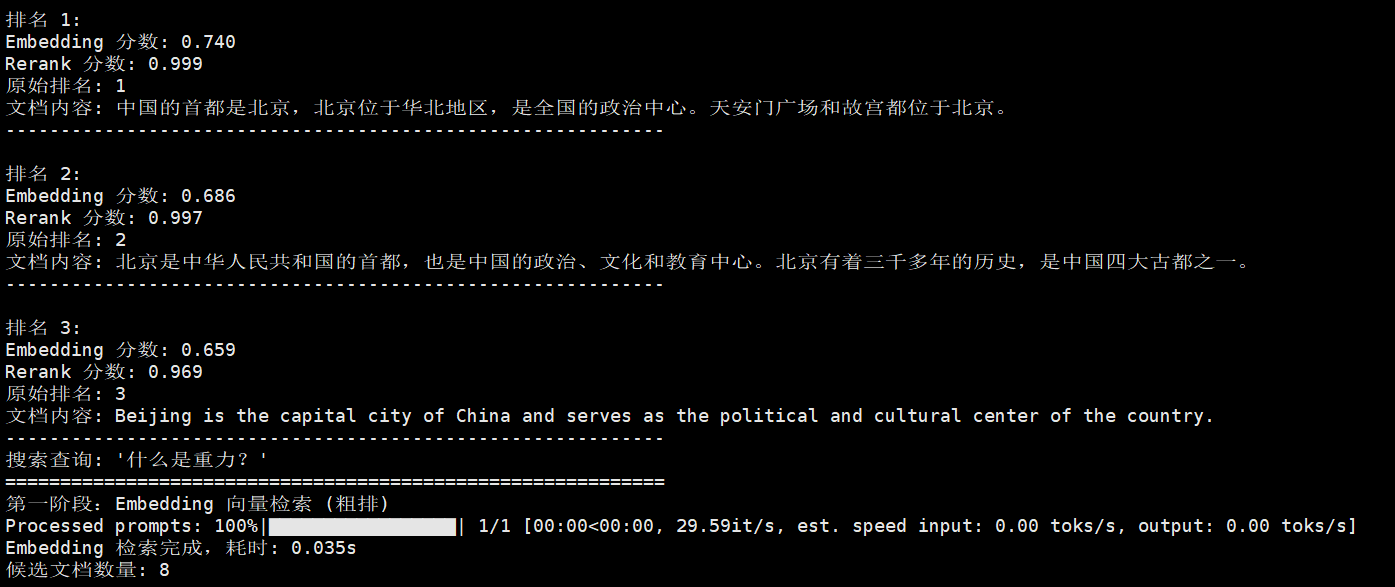 排名 1:
Embedding 分数: 0.740
Rerank 分数: 0.999
原始排名: 1
文档内容: 中国的首都是北京，北京位于华北地区，是全国的政治中心。天安门广场和故宫都位于北京。
------------------------------------------------------------
排名 2:
Embedding 分数: 0.686
Rerank 分数: 0.997
原始排名: 2
文档内容: 北京是中华人民共和国的首都，也是中国的政治、文化和教育中心。北京有着三千多年的历史，是中国四大古都之一。
------------------------------------------------------------
排名 3:
Embedding 分数: 0.659
Rerank 分数: 0.969
原始排名: 3
文档内容: Beijing is the capital city of China and serves as the political and cultural center of the country.
------------------------------------------------------------
搜索查询: '什么是重力？'
============================================================
第一阶段：Embedding 向量检索 (粗排)
Processed prompts: 100%|█████████████████| 1/1 [00:00<00:00, 29.59it/s, est. speed input: 0.00 toks/s, output: 0.00 toks/s]
Embedding 检索完成，耗时: 0.035s
候选文档数量: 8